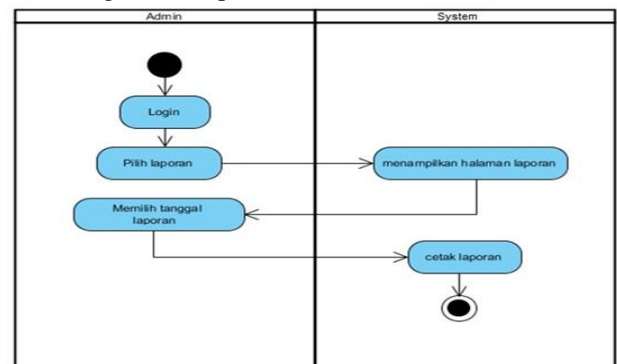 Admin
System
Login
Pilih laporan
menampilkan halaman laporan
Memilih tanggal
laporan
cetak laporan